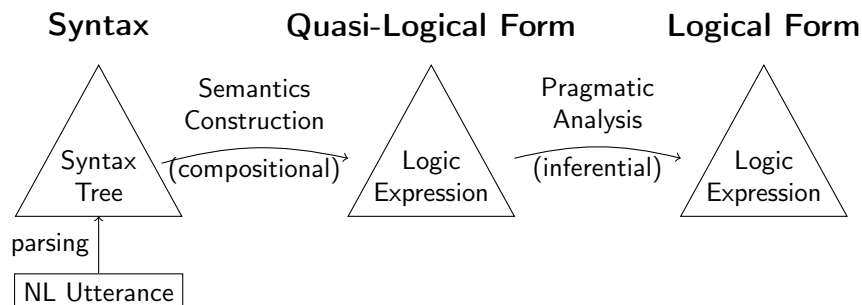 Syntax
Quasi-Logical Form
Logical Form
Semantics
Construction
(compositional)
Pragmatic
Analysis
(inferential)
Syntax
Tree
Logic
Expression
Logic
Expression
parsing
NL Utterance